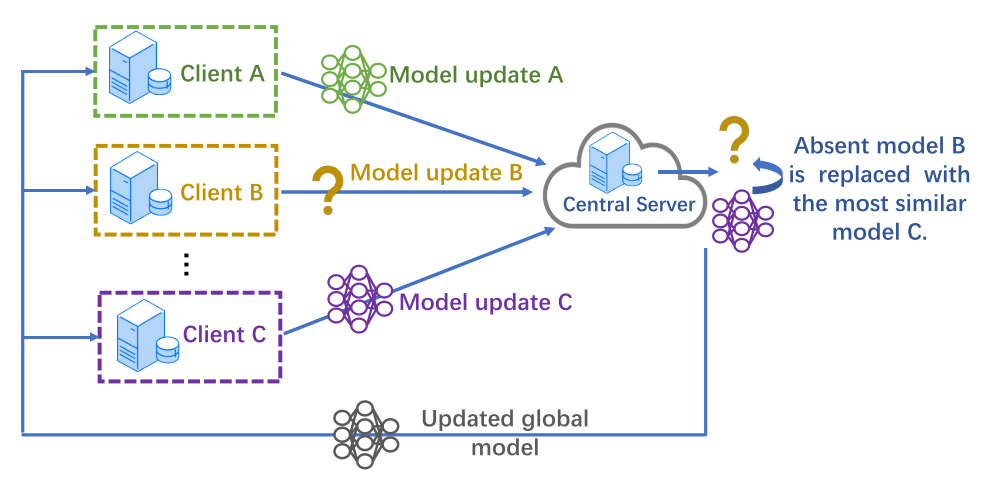 Client A
Model update A
Client B
? Model update B
Central Server
?
Absent model B
is replaced with
the most similar
model C.
⋮
Client C
Model update C
Updated global
model